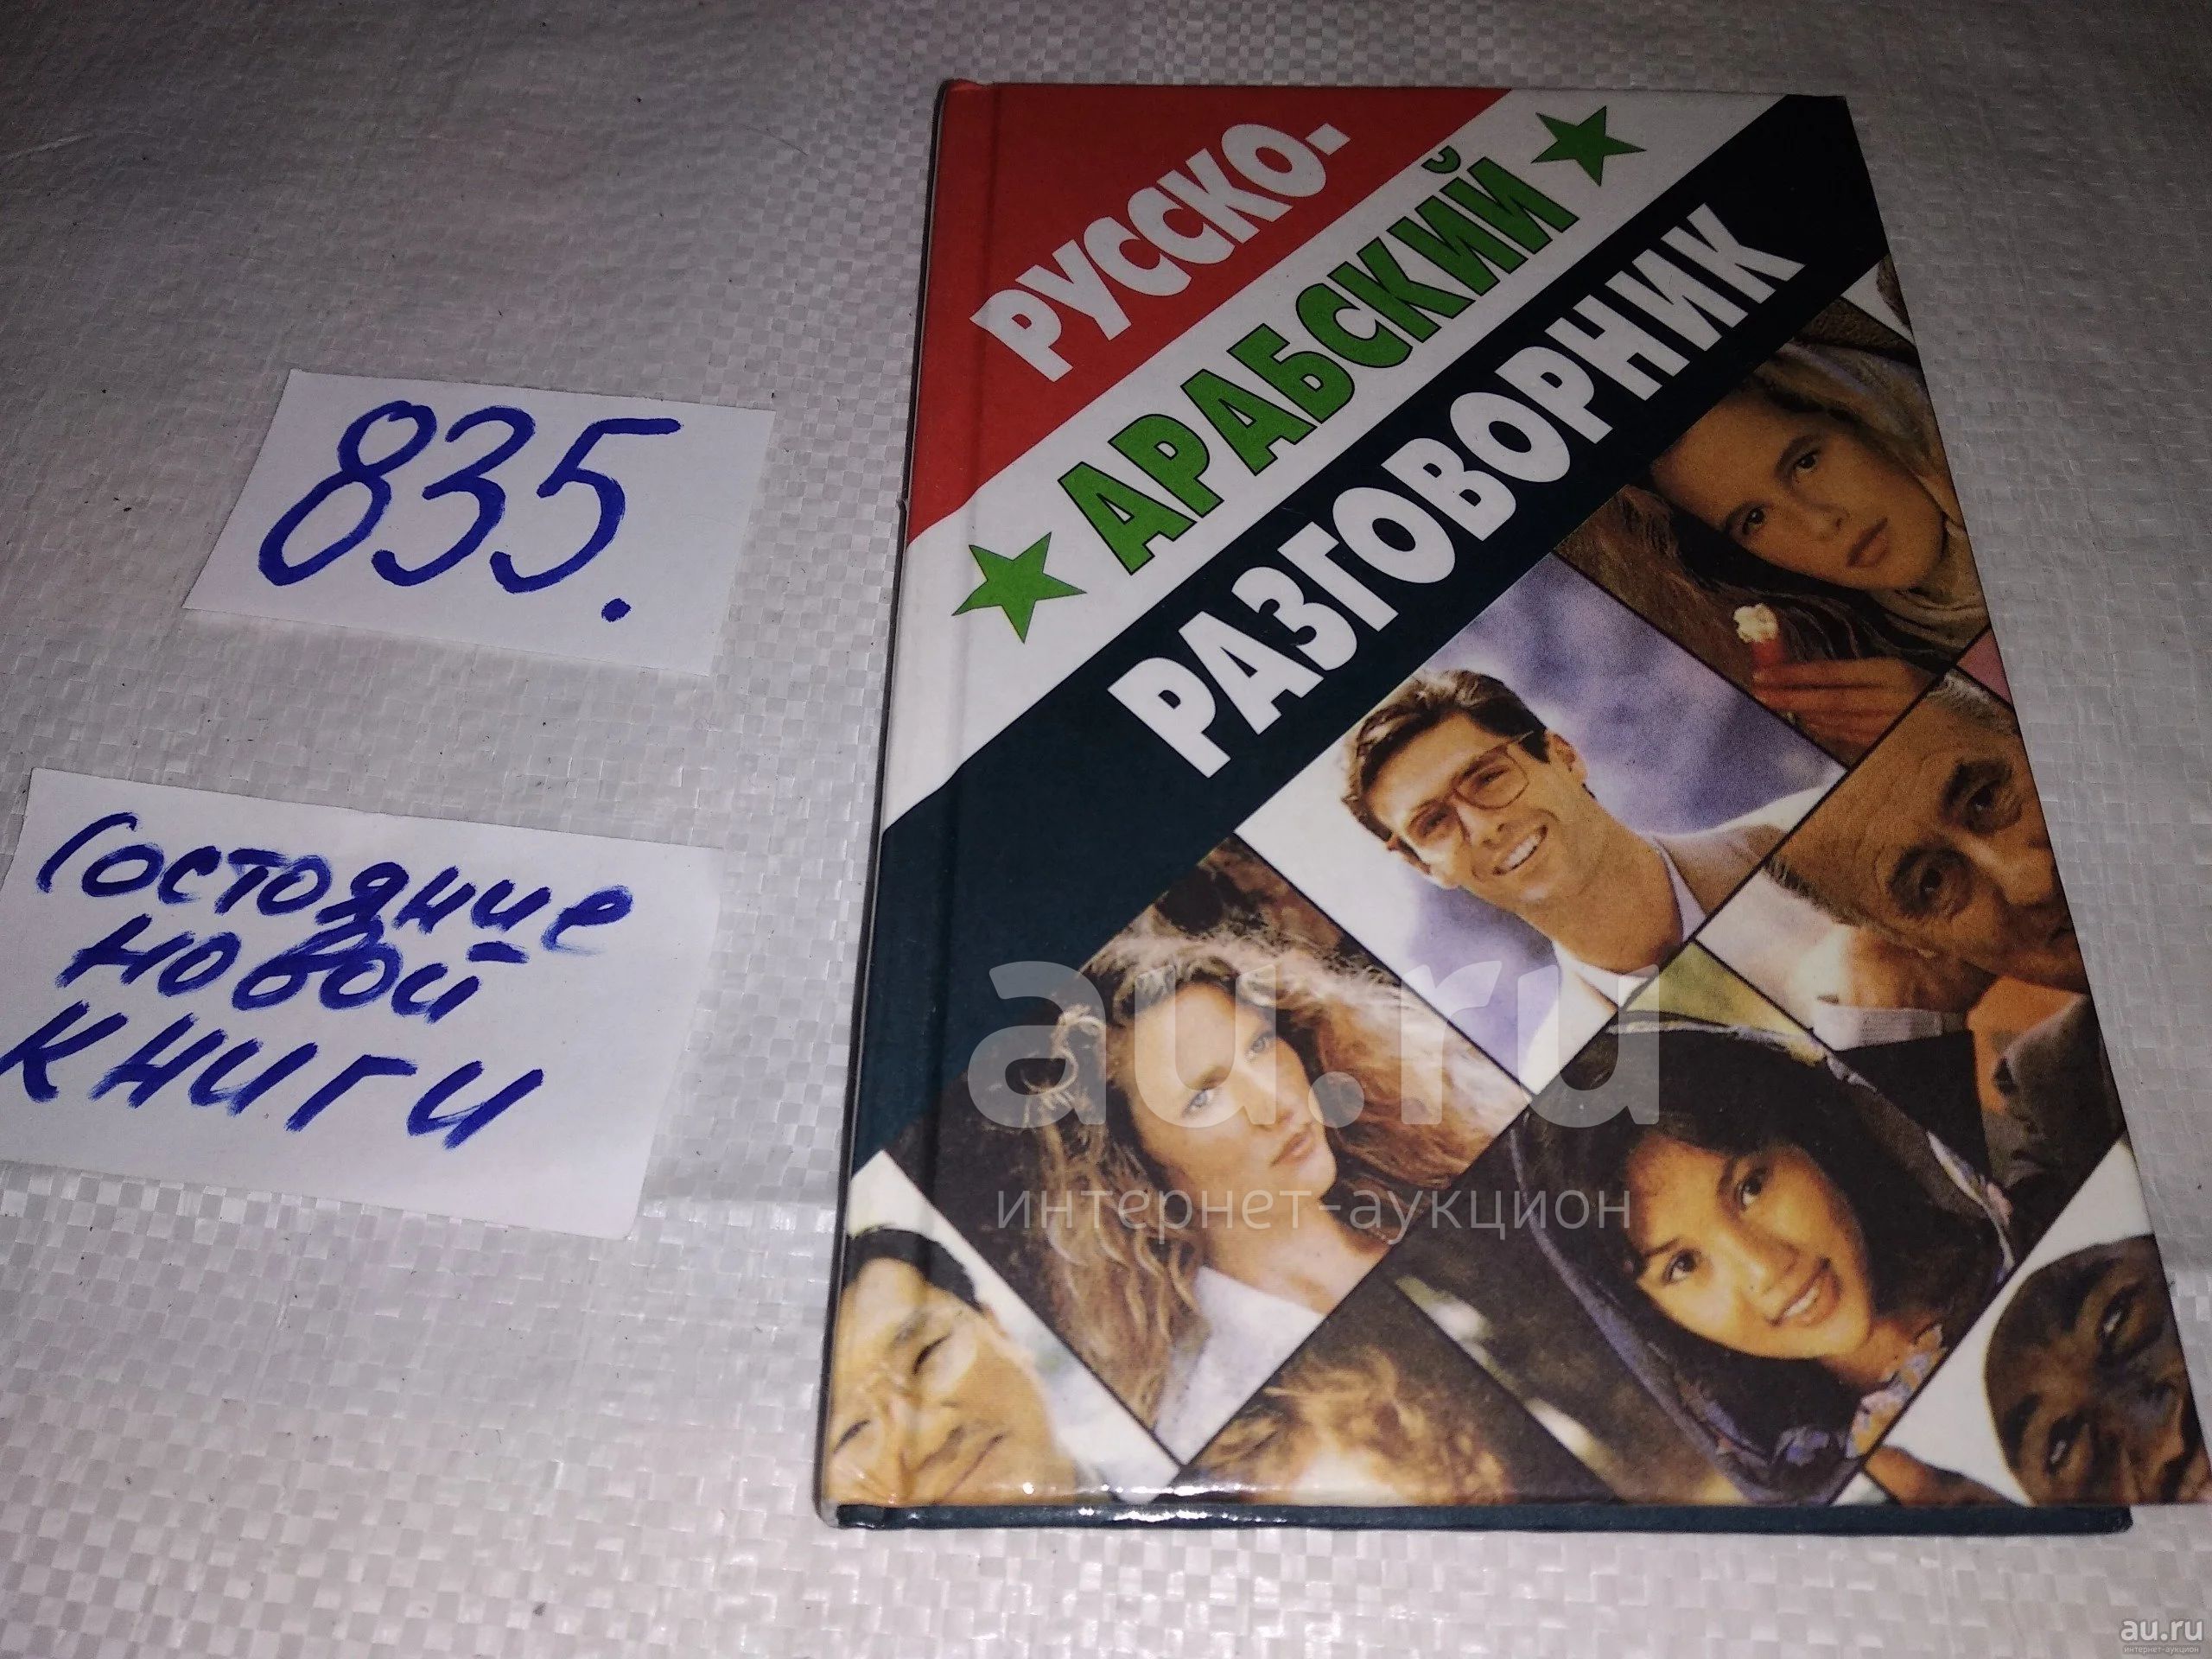 835.
Состояние
новой
книги
РУССКО-
АРАБСКИЙ
РАЗГОВОРНИК
au.ru
интернет-аукцион
au.ru
интернет-аукцион